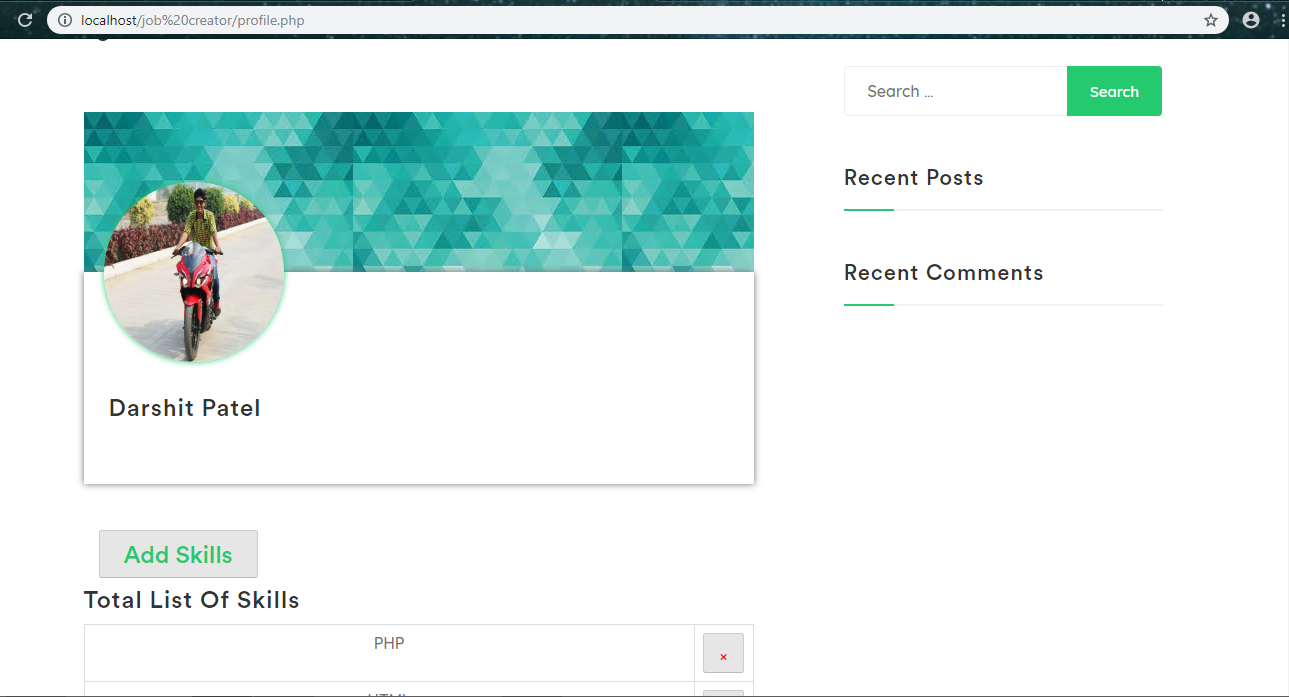 localhost/job%20creator/profile.php
Search ...
Search
Recent Posts
Recent Comments
Darshit Patel
Add Skills
Total List Of Skills
PHP
×